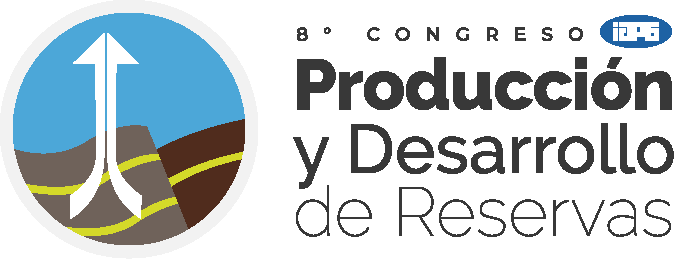 8° CONGRESO iapg
Producción
y Desarrollo
de Reservas